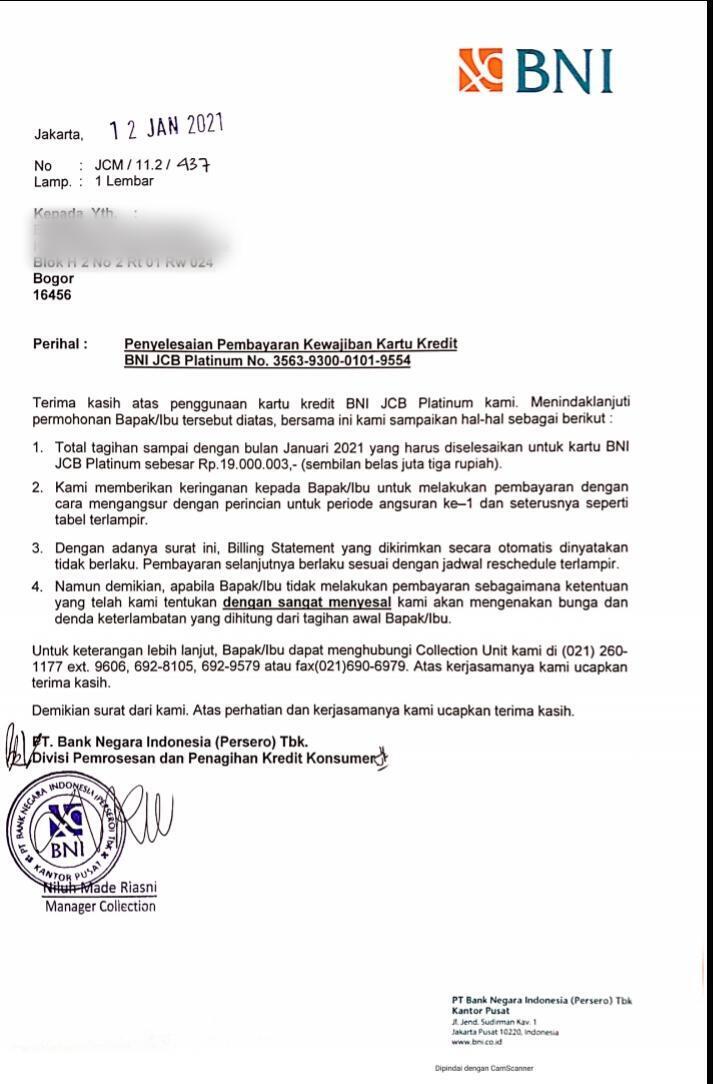 BNI
Jakarta, 12 JAN 2021
No : JCM / 11.2 / 437
Lamp. : 1 Lembar
Kepada Yth. :
Blok H 2 No 2 Rt 01 Rw 024
Bogor
16456
Perihal : Penyelesaian Pembayaran Kewajiban Kartu Kredit
BNI JCB Platinum No. 3563-9300-0101-9554
Terima kasih atas penggunaan kartu kredit BNI JCB Platinum kami. Menindaklanjuti
permohonan Bapak/Ibu tersebut diatas, bersama ini kami sampaikan hal-hal sebagai berikut :
1. Total tagihan sampai dengan bulan Januari 2021 yang harus diselesaikan untuk kartu BNI
JCB Platinum sebesar Rp.19.000.003,- (sembilan belas juta tiga rupiah).
2. Kami memberikan keringanan kepada Bapak/Ibu untuk melakukan pembayaran dengan
cara mengangsur dengan perincian untuk periode angsuran ke–1 dan seterusnya seperti
tabel terlampir.
3. Dengan adanya surat ini, Billing Statement yang dikirimkan secara otomatis dinyatakan
tidak berlaku. Pembayaran selanjutnya berlaku sesuai dengan jadwal reschedule terlampir.
4. Namun demikian, apabila Bapak/Ibu tidak melakukan pembayaran sebagaimana ketentuan
yang telah kami tentukan dengan sangat menyesal kami akan mengenakan bunga dan
denda keterlambatan yang dihitung dari tagihan awal Bapak/Ibu.
Untuk keterangan lebih lanjut, Bapak/Ibu dapat menghubungi Collection Unit kami di (021) 260-
1177 ext. 9606, 692-8105, 692-9579 atau fax(021)690-6979. Atas kerjasamanya kami ucapkan
terima kasih.
Demikian surat dari kami. Atas perhatian dan kerjasamanya kami ucapkan terima kasih.
PT. Bank Negara Indonesia (Persero) Tbk.
Divisi Pemrosesan dan Penagihan Kredit Konsumen
PT BANK NEGARA INDONESIA (PERSERO) Tbk
BNI
KANTOR PUSAT
Niluh Made Riasni
Manager Collection
PT Bank Negara Indonesia (Persero) Tbk
Kantor Pusat
Jl. Jend. Sudirman Kav. 1
Jakarta Pusat 10220, Indonesia
www.bni.co.id
Dipindai dengan CamScanner